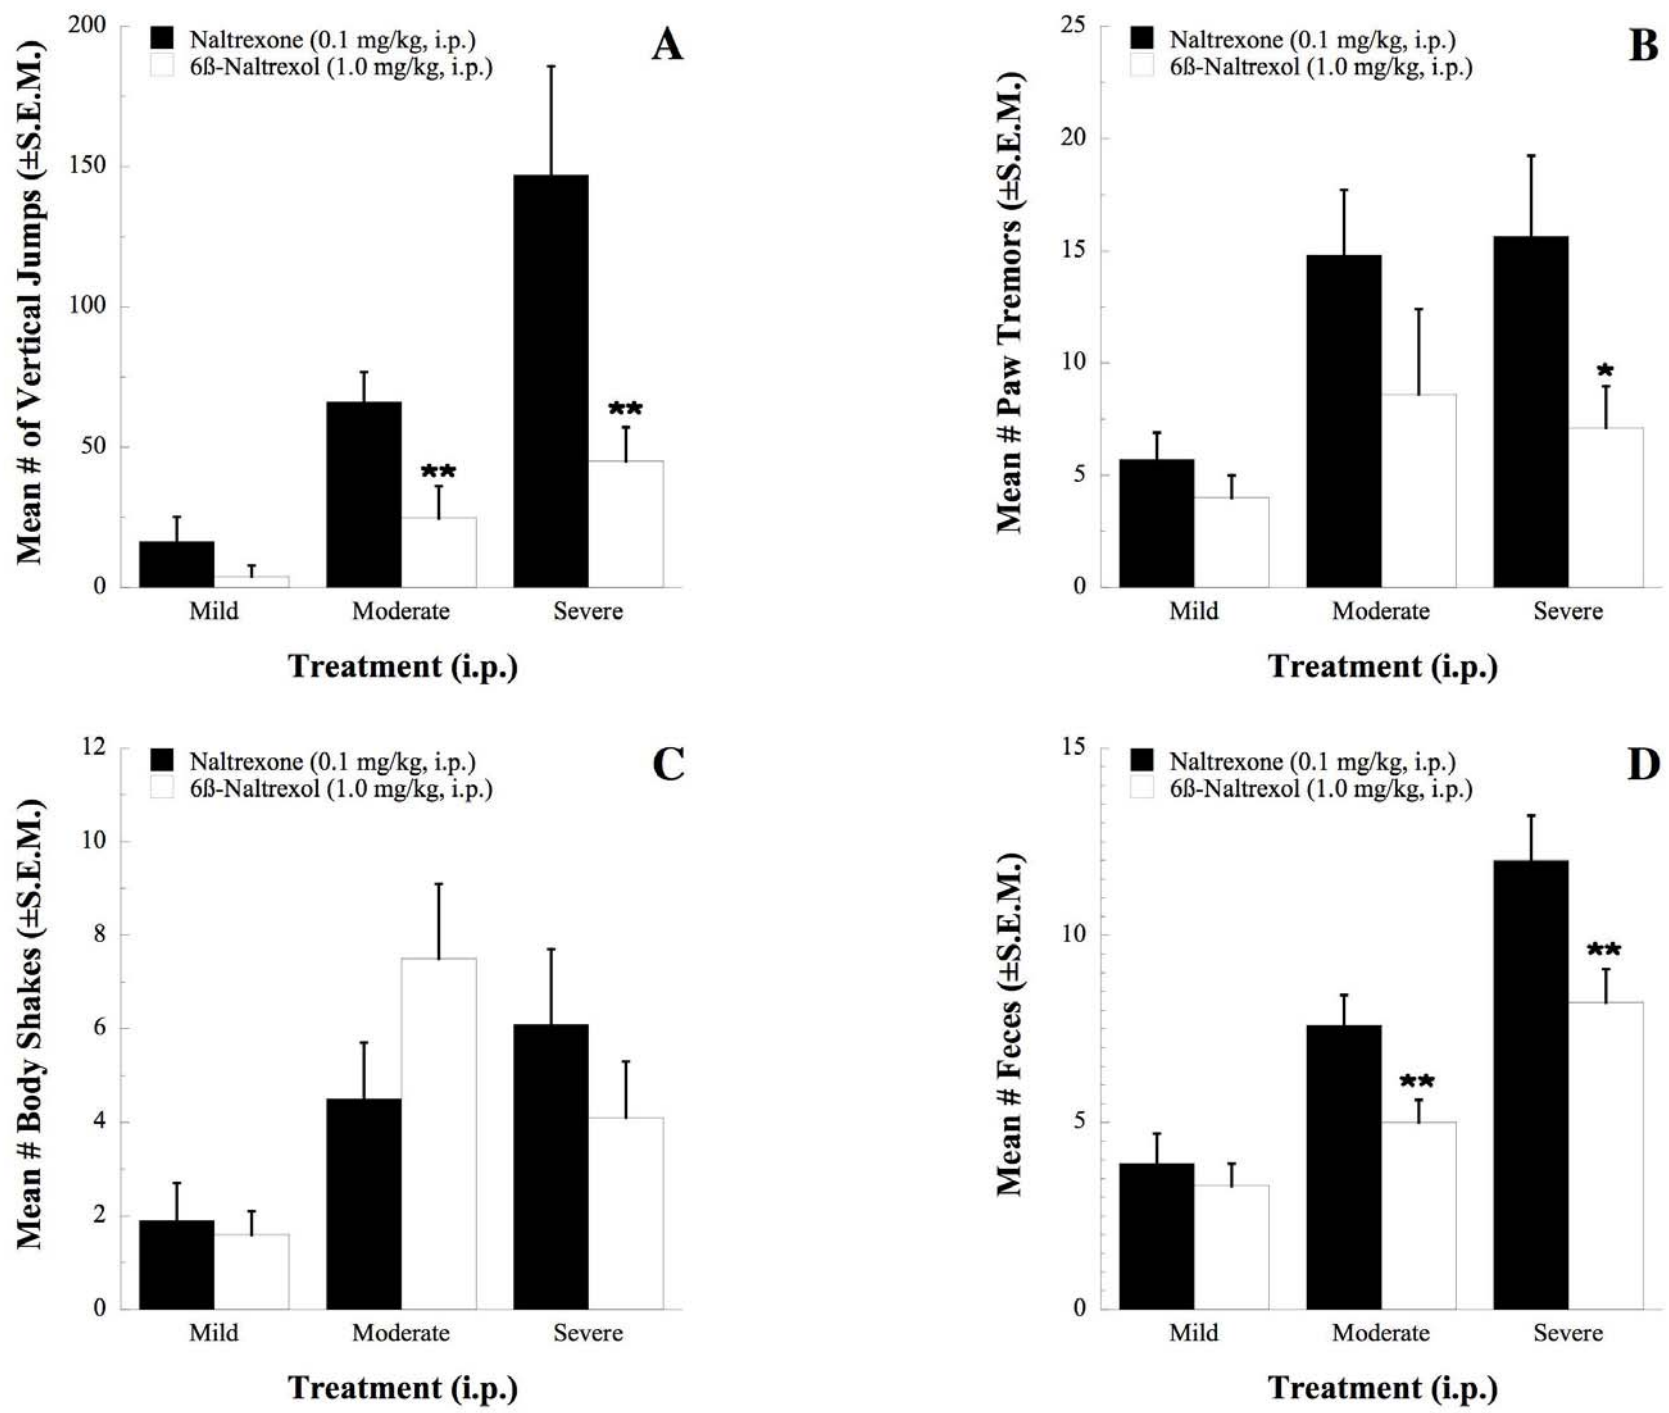 A
Naltrexone (0.1 mg/kg, i.p.)
6ß-Naltrexol (1.0 mg/kg, i.p.)
Mean # of Vertical Jumps (±S.E.M.)
200
150
100
50
0
**
**
Mild Moderate Severe
Treatment (i.p.)
B
Naltrexone (0.1 mg/kg, i.p.)
6ß-Naltrexol (1.0 mg/kg, i.p.)
Mean # Paw Tremors (±S.E.M.)
25
20
15
10
5
0
*
Mild Moderate Severe
Treatment (i.p.)
C
Naltrexone (0.1 mg/kg, i.p.)
6ß-Naltrexol (1.0 mg/kg, i.p.)
Mean # Body Shakes (±S.E.M.)
12
10
8
6
4
2
0
Mild Moderate Severe
Treatment (i.p.)
D
Naltrexone (0.1 mg/kg, i.p.)
6ß-Naltrexol (1.0 mg/kg, i.p.)
Mean # Feces (±S.E.M.)
15
10
5
0
**
**
Mild Moderate Severe
Treatment (i.p.)